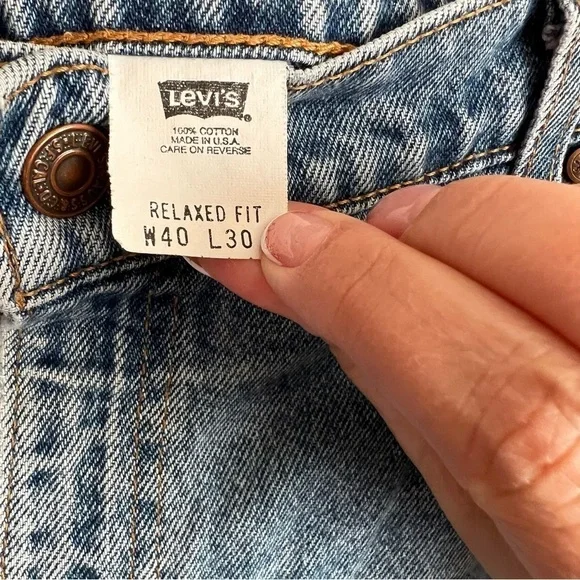 Levi's
100% COTTON
MADE IN U.S.A.
CARE ON REVERSE
RELAXED FIT
W40 L30